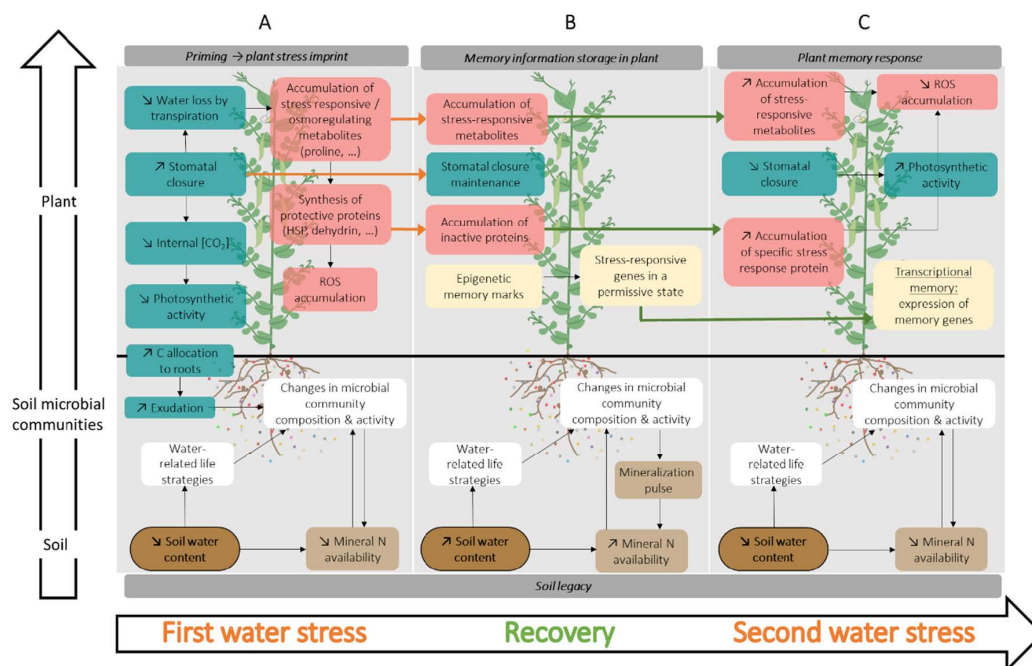 A
B
C
Priming → plant stress imprint
Memory information storage in plant
Plant memory response
↘ Water loss by
transpiration
↗ Stomatal
closure
↘ Internal [CO₂]
↘ Photosynthetic
activity
Accumulation of
stress responsive /
osmoregulating
metabolites
(proline, ...)
Synthesis of
protective proteins
(HSP, dehydrin, ...)
ROS
accumulation
Accumulation of
stress-responsive
metabolites
Stomatal closure
maintenance
Accumulation of
inactive proteins
Epigenetic
memory marks
Stress-responsive
genes in a
permissive state
↗ Accumulation
of stress-
responsive
metabolites
↘ ROS
accumulation
↘ Stomatal
closure
↗ Photosynthetic
activity
↗ Accumulation
of specific stress
response protein
Transcriptional
memory:
expression of
memory genes
Plant
Soil microbial
communities
Soil
↗ C allocation
to roots
↗ Exudation
Changes in microbial
community
composition & activity
Water-
related life
strategies
↘ Soil water
content
↘ Mineral N
availability
Changes in microbial
community
composition & activity
Water-
related life
strategies
Mineralization
pulse
↗ Soil water
content
↗ Mineral N
availability
Changes in microbial
community
composition & activity
Water-
related life
strategies
↘ Soil water
content
↘ Mineral N
availability
Soil legacy
First water stress
Recovery
Second water stress